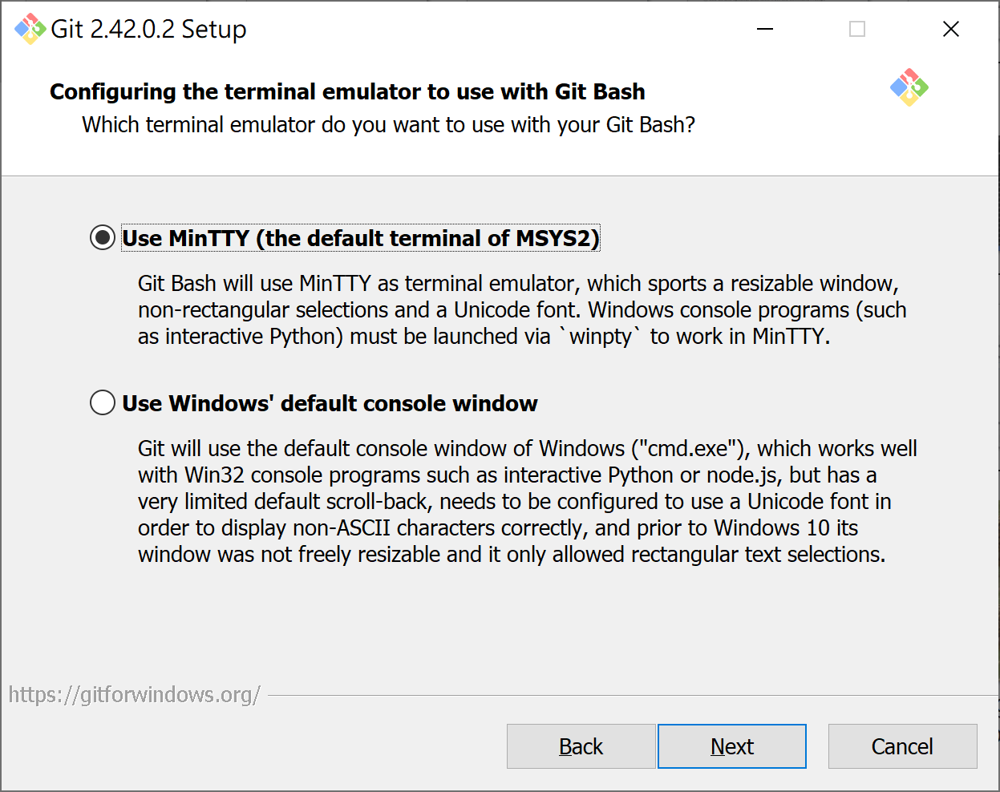 Git 2.42.0.2 Setup
Configuring the terminal emulator to use with Git Bash
Which terminal emulator do you want to use with your Git Bash?
Use MinTTY (the default terminal of MSYS2)
Git Bash will use MinTTY as terminal emulator, which sports a resizable window,
non-rectangular selections and a Unicode font. Windows console programs (such
as interactive Python) must be launched via `winpty` to work in MinTTY.
Use Windows' default console window
Git will use the default console window of Windows ("cmd.exe"), which works well
with Win32 console programs such as interactive Python or node.js, but has a
very limited default scroll-back, needs to be configured to use a Unicode font in
order to display non-ASCII characters correctly, and prior to Windows 10 its
window was not freely resizable and it only allowed rectangular text selections.
https://gitforwindows.org/
Back
Next
Cancel